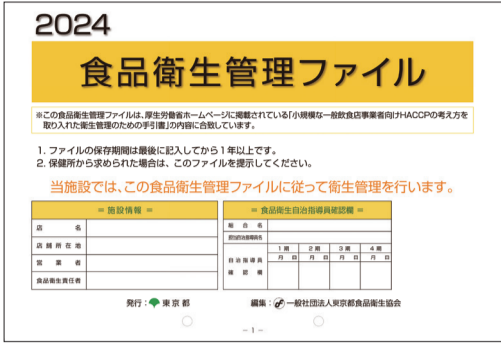 2024
食品衛生管理ファイル
※この食品衛生管理ファイルは、厚生労働省ホームページに掲載されている「小規模な一般飲食店事業者向けHACCPの考え方を
取り入れた衛生管理のための手引書」の内容に合致しています。
1. ファイルの保存期間は最後に記入してから1年以上です。
2. 保健所から求められた場合は、このファイルを提示してください。
当施設では、この食品衛生管理ファイルに従って衛生管理を行います。
= 施設情報 =
店名
店舗所在地
営業者
食品衛生責任者
= 食品衛生自治指導員確認欄 =
組合名
担当自治指導員名
1期 2期 3期 4期
自治指導員
確認欄
月 日 月 日 月 日 月 日
発行：東京都
編集：一般社団法人東京都食品衛生協会
− 1 −